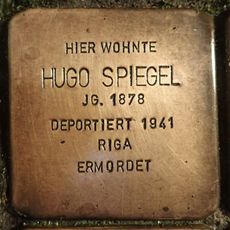 HIER WOHNTE
HUGO SPIEGEL
JG. 1878
DEPORTIERT 1941
RIGA
ERMORDET